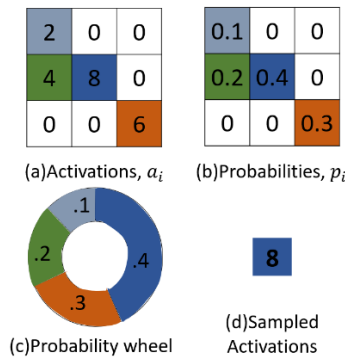 2 0 0
4 8 0
0 0 6
(a)Activations, aᵢ
0.1 0 0
0.2 0.4 0
0 0 0.3
(b)Probabilities, pᵢ
.1
.2
.4
.3
(c)Probability wheel
8
(d)Sampled
Activations